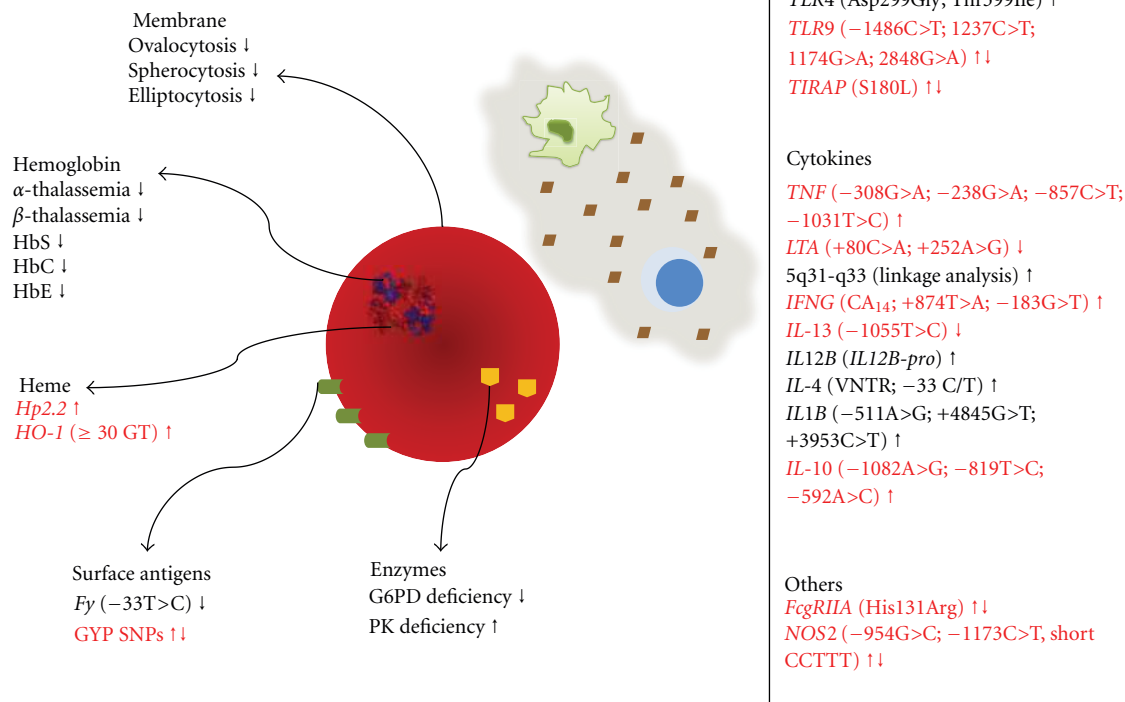 Membrane
Ovalocytosis ↓
Spherocytosis ↓
Elliptocytosis ↓
Hemoglobin
α-thalassemia ↓
β-thalassemia ↓
HbS ↓
HbC ↓
HbE ↓
Heme
Hp2.2 ↑
HO-1 (≥ 30 GT) ↑
Surface antigens
Fy (−33T>C) ↓
GYP SNPs ↑↓
Enzymes
G6PD deficiency ↓
PK deficiency ↑
TLR4 (Asp299Gly; Thr399Ile) ↑
TLR9 (−1486C>T; 1237C>T;
1174G>A; 2848G>A) ↑↓
TIRAP (S180L) ↑↓
Cytokines
TNF (−308G>A; −238G>A; −857C>T;
−1031T>C) ↑
LTA (+80C>A; +252A>G) ↓
5q31-q33 (linkage analysis) ↑
IFNG (CA₁₄; +874T>A; −183G>T) ↑
IL-13 (−1055T>C) ↓
IL12B (IL12B-pro) ↑
IL-4 (VNTR; −33 C/T) ↑
IL1B (−511A>G; +4845G>T;
+3953C>T) ↑
IL-10 (−1082A>G; −819T>C;
−592A>C) ↑
Others
FcgRIIA (His131Arg) ↑↓
NOS2 (−954G>C; −1173C>T, short
CCTTT) ↑↓